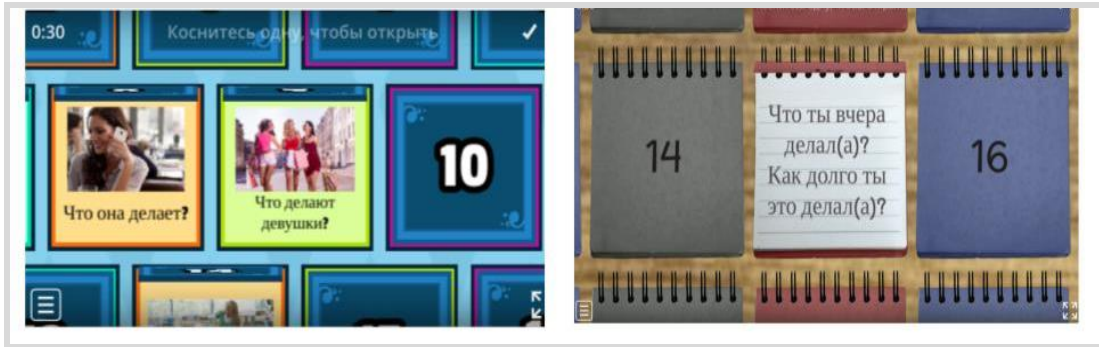 0:30
Коснитесь одну, чтобы открыть
Что она делает?
Что делают
девушки?
10
14
Что ты вчера
делал(а)?
Как долго ты
это делал(а)?
16